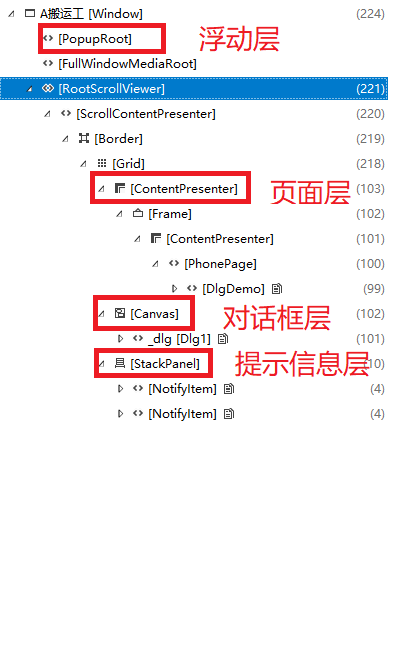 A搬运工 [Window] (224)
[PopupRoot] 浮动层
[FullWindowMediaRoot]
[RootScrollViewer] (221)
[ScrollContentPresenter] (220)
[Border] (219)
[Grid] (218)
[ContentPresenter] 页面层 (103)
[Frame] (102)
[ContentPresenter] (101)
[PhonePage] (100)
[DlgDemo] (99)
[Canvas] 对话框层 (102)
_dlg [Dlg1] (101)
[StackPanel] 提示信息层 (10)
[NotifyItem] (4)
[NotifyItem] (4)